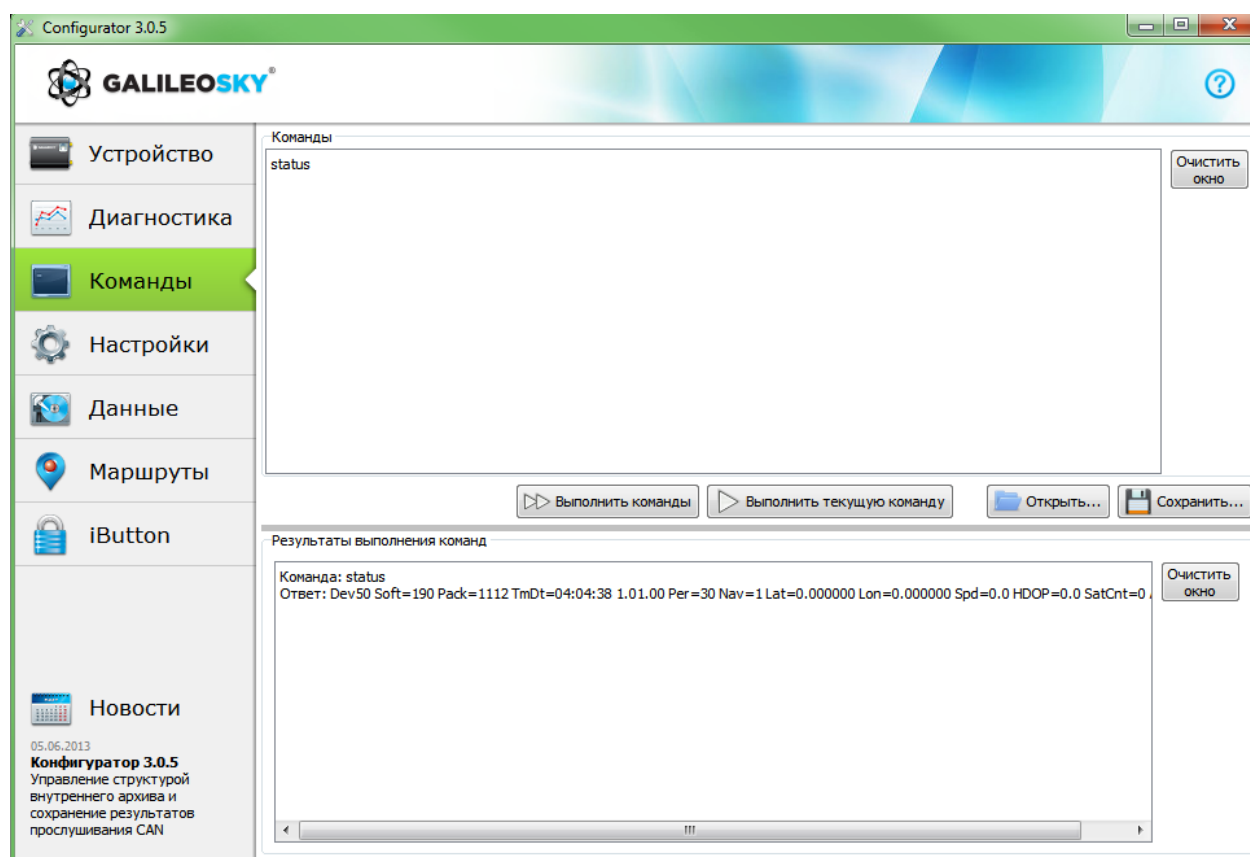 Configurator 3.0.5
GALILEOSKY®
?
Устройство
Диагностика
Команды
Настройки
Данные
Маршруты
iButton
Новости
05.06.2013
Конфигуратор 3.0.5
Управление структурой
внутреннего архива и
сохранение результатов
прослушивания CAN
Команды
status
Очистить
окно
Выполнить команды
Выполнить текущую команду
Открыть...
Сохранить...
Результаты выполнения команд
Команда: status
Ответ: Dev50 Soft=190 Pack=1112 TmDt=04:04:38 1.01.00 Per=30 Nav=1 Lat=0.000000 Lon=0.000000 Spd=0.0 HDOP=0.0 SatCnt=0
Очистить
окно